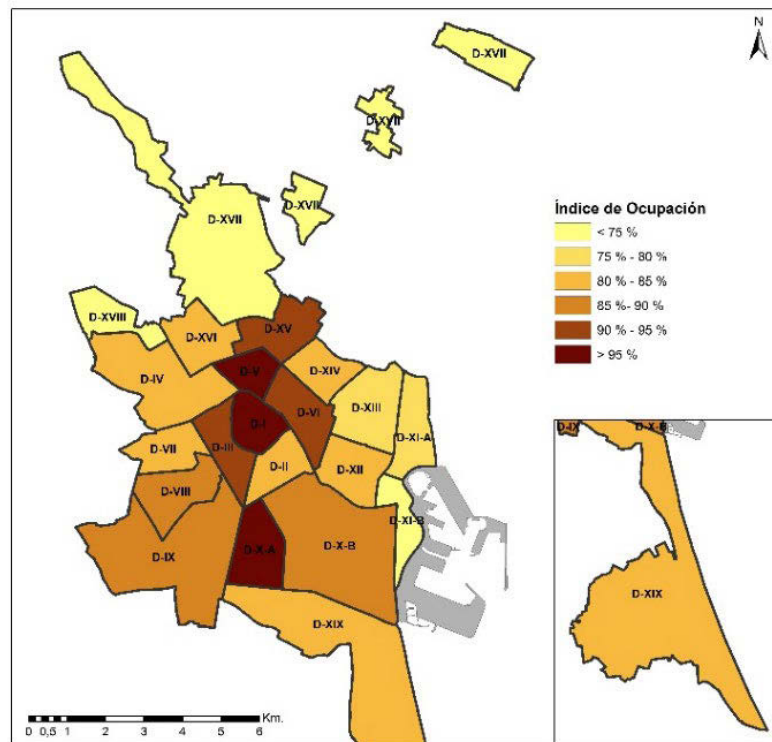 N
D-XVII
D-XVII
D-XVII
D-XVII
Índice de Ocupación
< 75 %
75 % - 80 %
80 % - 85 %
85 % - 90 %
90 % - 95 %
> 95 %
D-XVIII
D-XVI
D-XV
D-IV
D-V
D-XIV
D-XIII
D-I
D-VI
D-XI-A
D-III
D-VII
D-II
D-XII
D-VIII
D-XI-B
D-IX
D-X-A
D-X-B
D-XIX
D-IX
D-X-B
D-XIX
Km.
0 0,5 1 2 3 4 5 6